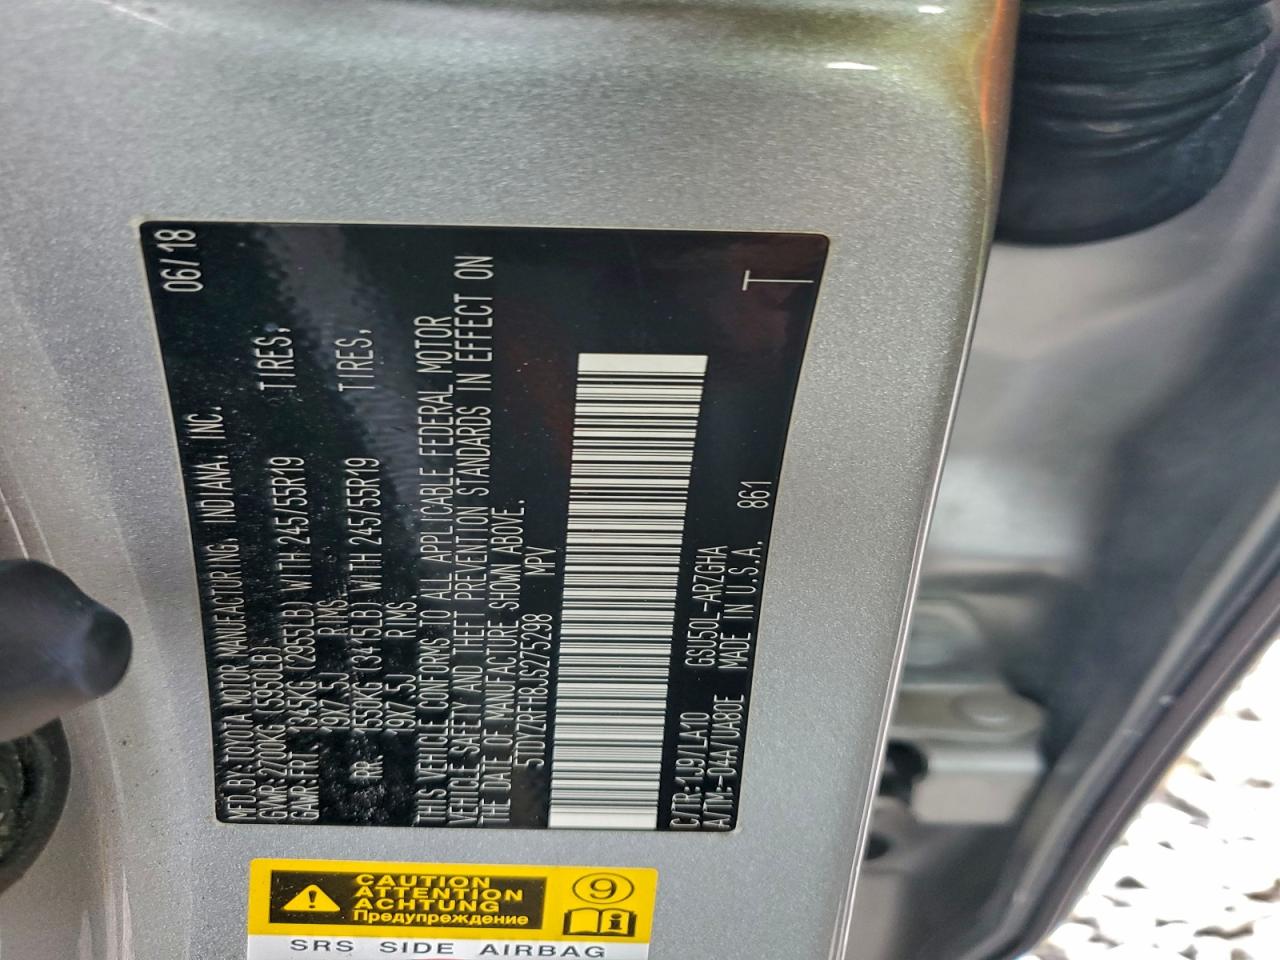 MFD.BY:TOYOTA MOTOR MANUFACTURING, INDIANA, INC. 06/18
GVWR 2700KG (5950LB)
GAWR FR. 1345KG (2955LB) WITH 245/55R19 TIRES,
19X7.5J RIMS,
RR. 1550KG (3415LB) WITH 245/55R19 TIRES,
19X7.5J RIMS.
THIS VEHICLE CONFORMS TO ALL APPLICABLE FEDERAL MOTOR
VEHICLE SAFETY AND THEFT PREVENTION STANDARDS IN EFFECT ON
THE DATE OF MANUFACTURE SHOWN ABOVE.
5TDYZRFH8JS275298 MPV
C/TR:1J9/LA10 GSU50L-ARZGHA
A/TM:-04A/UA80E MADE IN U.S.A. 861
T
CAUTION
ATTENTION
ACHTUNG
Предупреждение
9
SRS SIDE AIRBAG